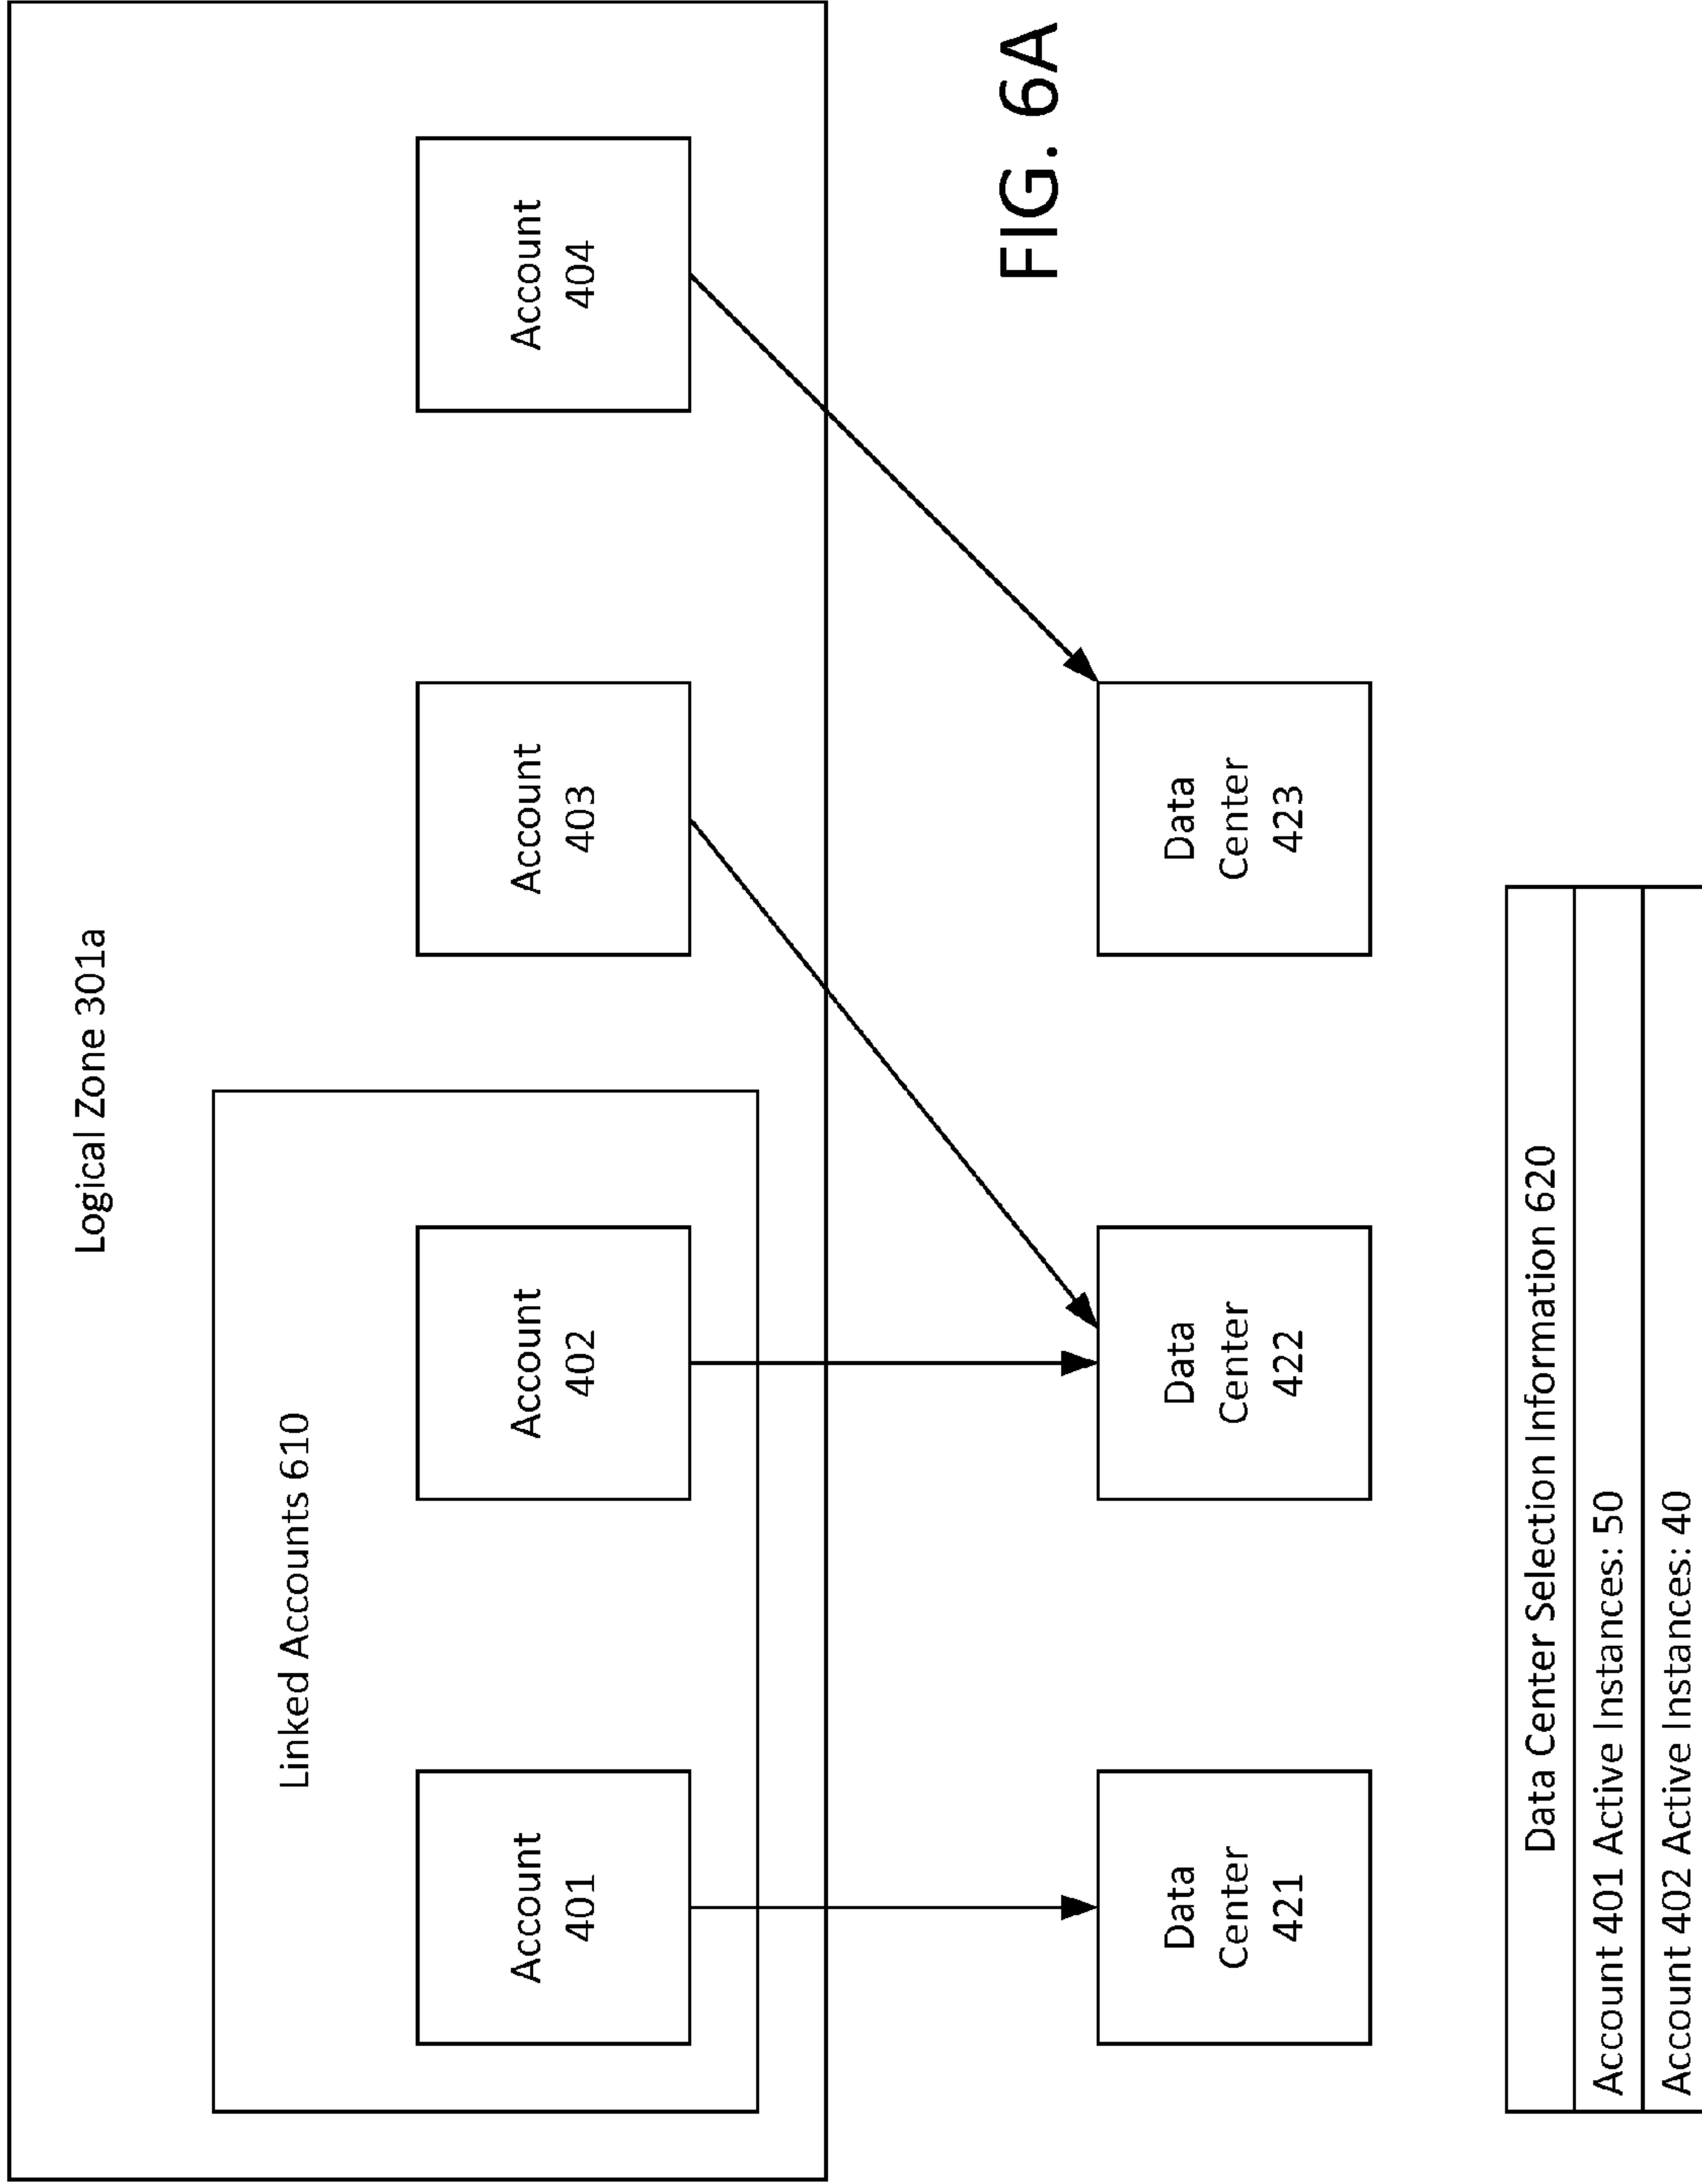 Logical Zone 301a
Linked Accounts 610
Account
401
Account
402
Account
403
Account
404
Data
Center
421
Data
Center
422
Data
Center
423
FIG. 6A
Data Center Selection Information 620
Account 401 Active Instances: 50
Account 402 Active Instances: 40